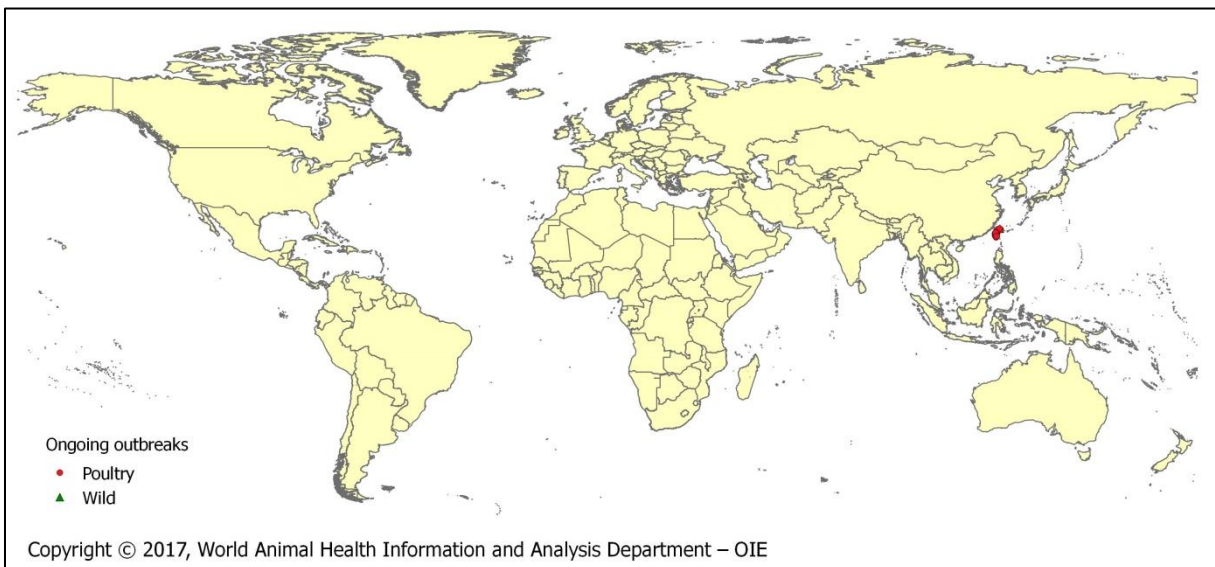 Ongoing outbreaks
Poultry
Wild
Copyright © 2017, World Animal Health Information and Analysis Department – OIE